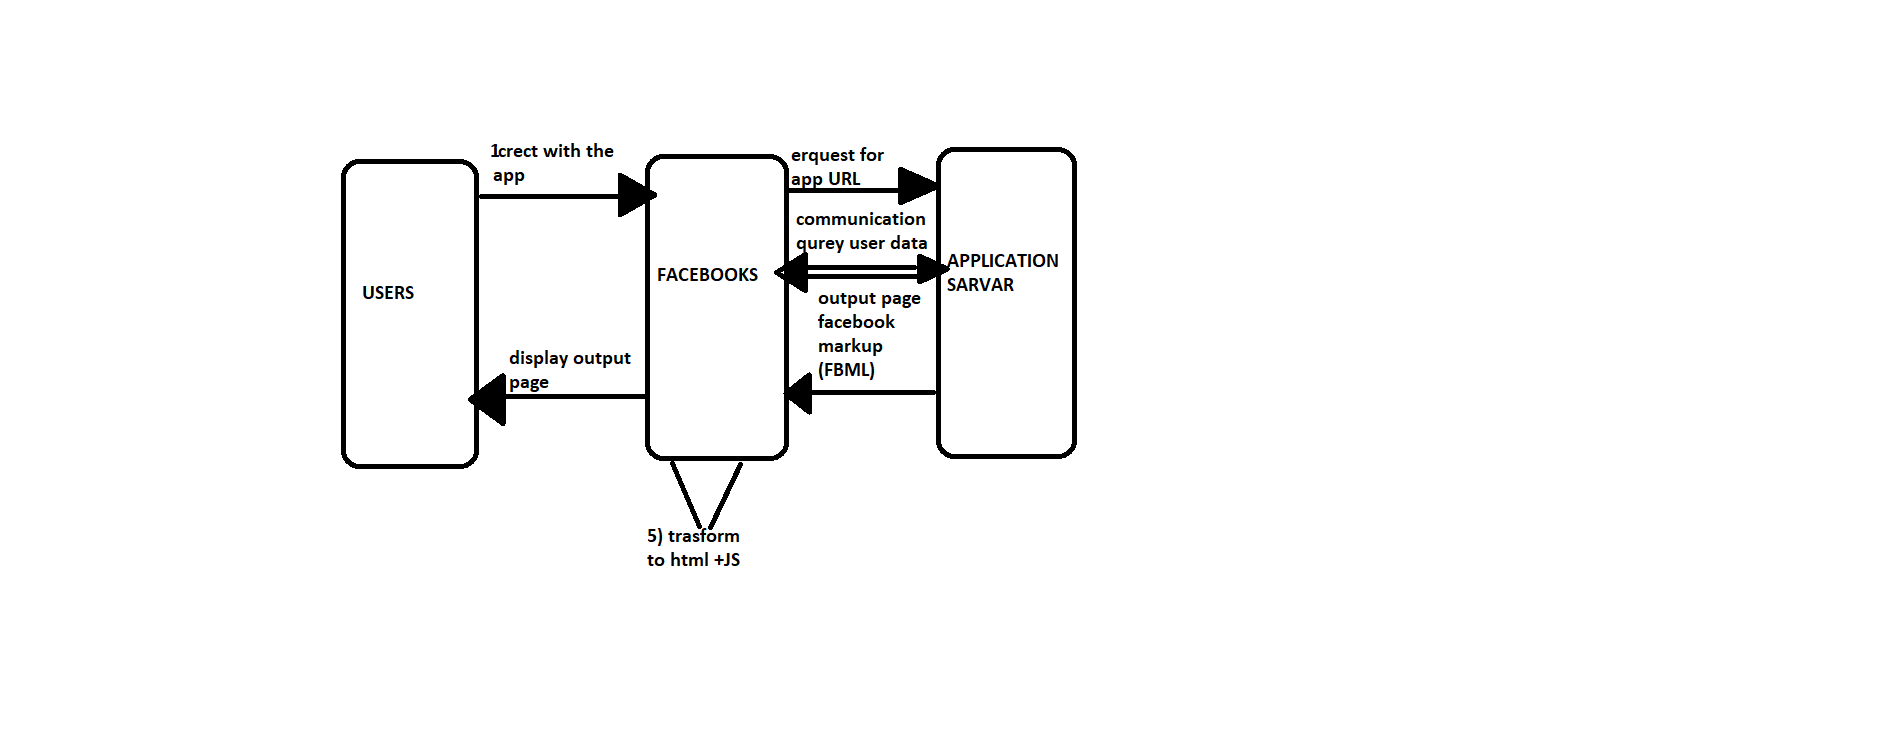 1crect with the
app
erquest for
app URL
communication
qurey user data
USERS
FACEBOOKS
APPLICATION
SARVAR
output page
facebook
markup
(FBML)
display output
page
5) trasform
to html +JS